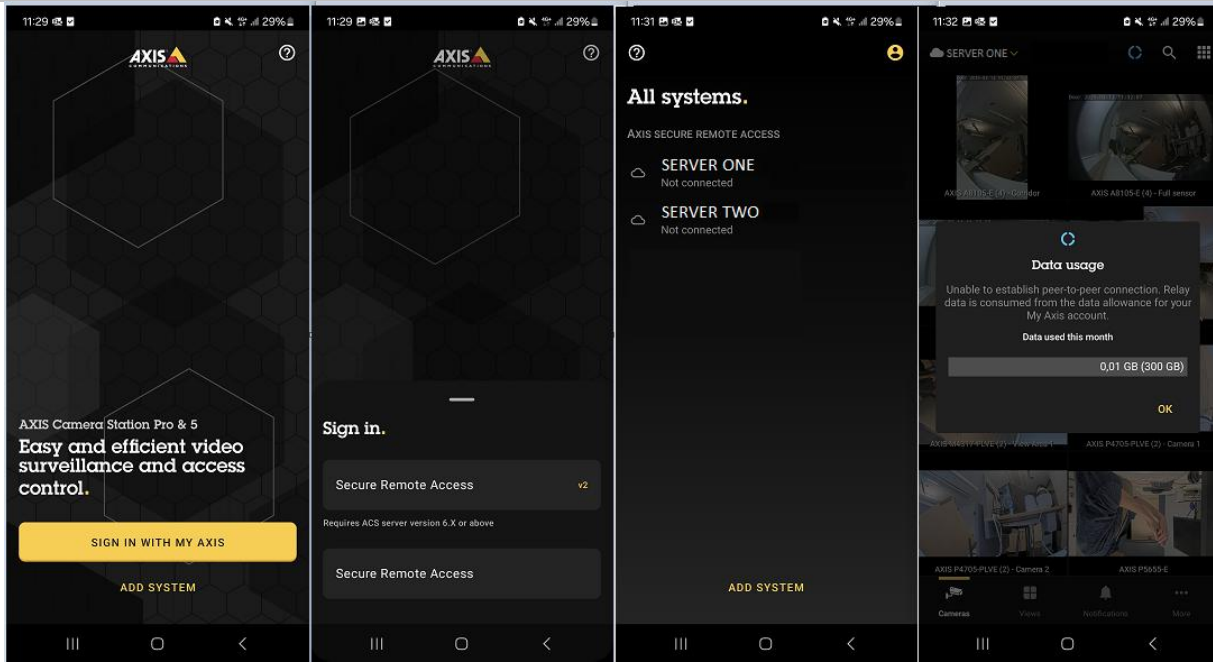 11:29
29%
AXIS
COMMUNICATIONS
AXIS Camera Station Pro & 5
Easy and efficient video
surveillance and access
control.
SIGN IN WITH MY AXIS
ADD SYSTEM
11:29
29%
AXIS
COMMUNICATIONS
Sign in.
Secure Remote Access
v2
Requires ACS server version 6.X or above
Secure Remote Access
11:31
29%
All systems.
AXIS SECURE REMOTE ACCESS
SERVER ONE
Not connected
SERVER TWO
Not connected
ADD SYSTEM
11:32
29%
SERVER ONE
AXIS A8105-E (4) - Corridor
AXIS A8105-E (4) - Full sensor
Data usage
Unable to establish peer-to-peer connection. Relay
data is consumed from the data allowance for your
My Axis account.
Data used this month
0,01 GB (300 GB)
OK
AXIS P4705-PLVE (2) - Camera 1
AXIS P4705-PLVE (2) - Camera 2
AXIS P5655-E
Cameras
Views
Notifications
More